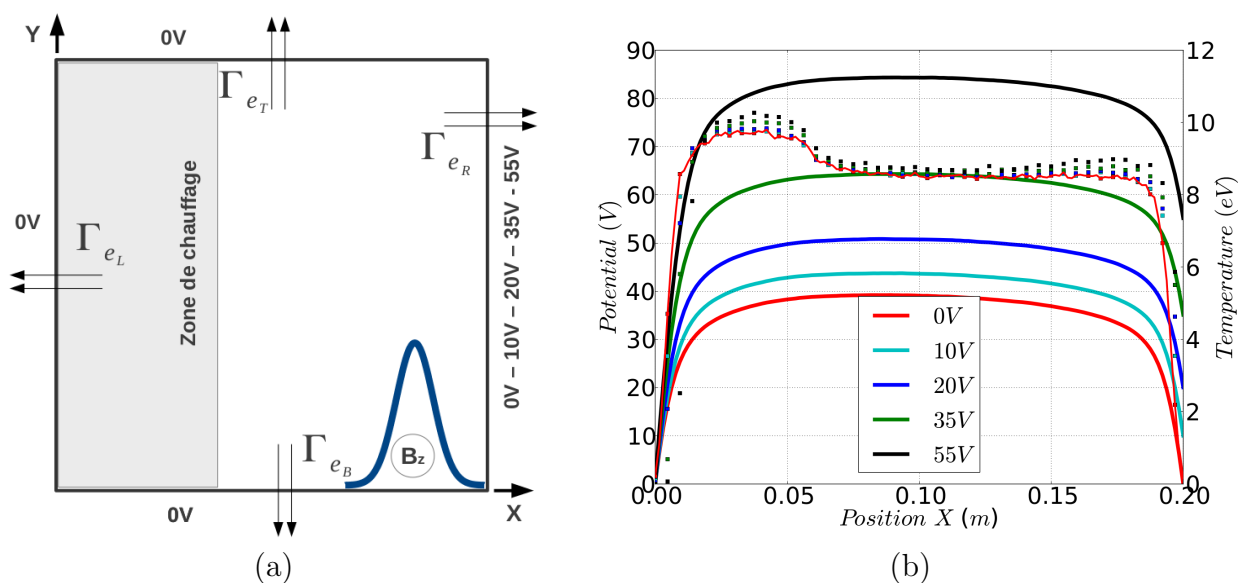 Y
0V
Γ e_T
Γ e_R
Zone de chauffage
0V
Γ e_L
0V – 10V – 20V – 35V - 55V
Γ e_B
Bz
0V
X
(a)
90
80
70
60
50
40
30
20
10
0
Potential (V)
12
10
8
6
4
2
0
Temperature (eV)
0V
10V
20V
35V
55V
0.00
0.05
0.10
0.15
0.20
Position X (m)
(b)